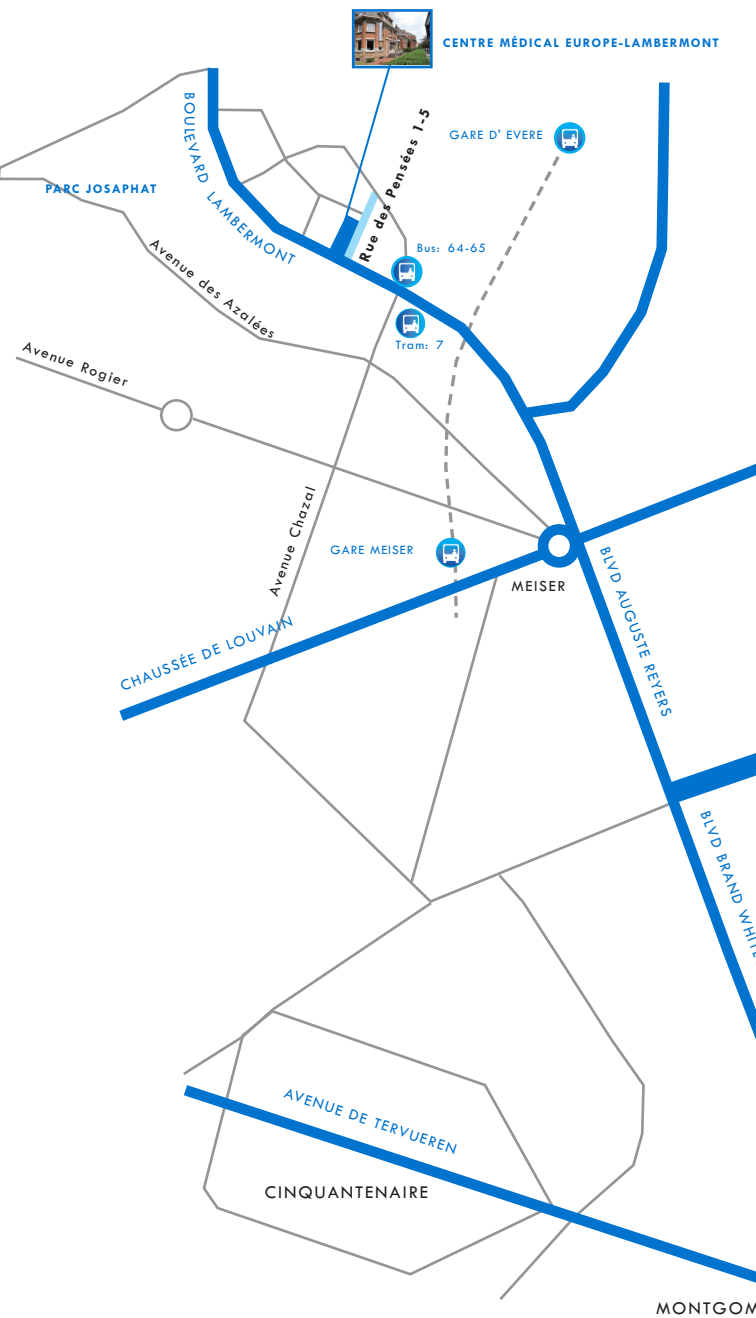 CENTRE MÉDICAL EUROPE-LAMBERMONT
BOULEVARD LAMBERMONT
Rue des Pensées 1-5
GARE D' EVERE
PARC JOSAPHAT
Bus: 64-65
Avenue des Azalées
Tram: 7
Avenue Rogier
Avenue Chazal
GARE MEISER
MEISER
BLVD AUGUSTE REYERS
CHAUSSÉE DE LOUVAIN
BLVD BRAND WHITE
AVENUE DE TERVUEREN
CINQUANTENAIRE
MONTGOM